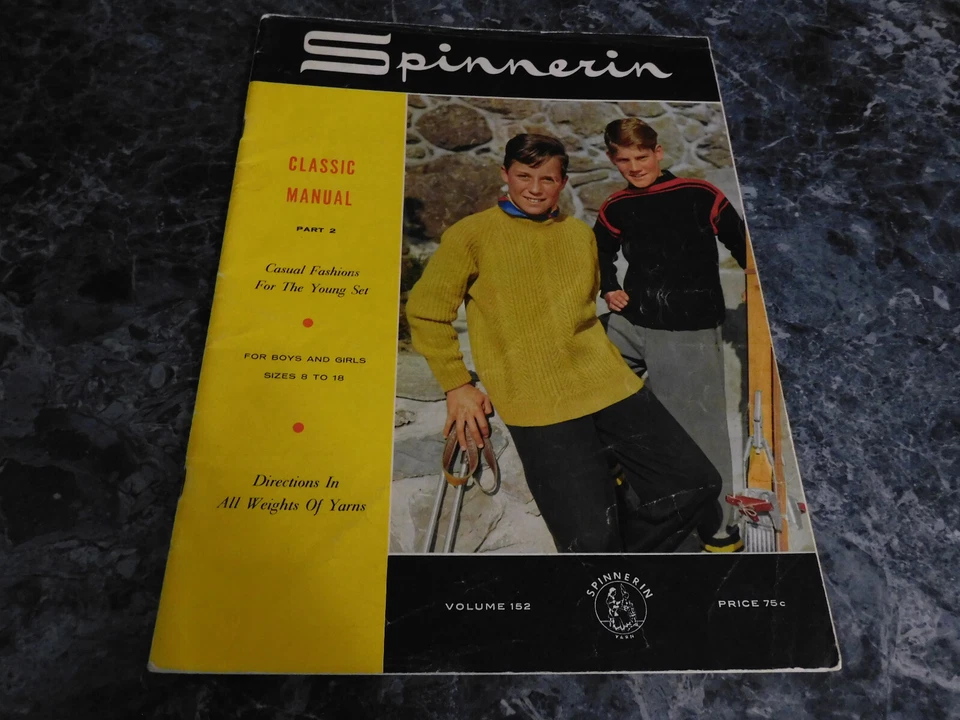 Spinnerin
CLASSIC
MANUAL
PART 2
Casual Fashions
For The Young Set
FOR BOYS AND GIRLS
SIZES 8 TO 18
Directions In
All Weights Of Yarns
VOLUME 152
SPINNERIN
YARN
PRICE 75c